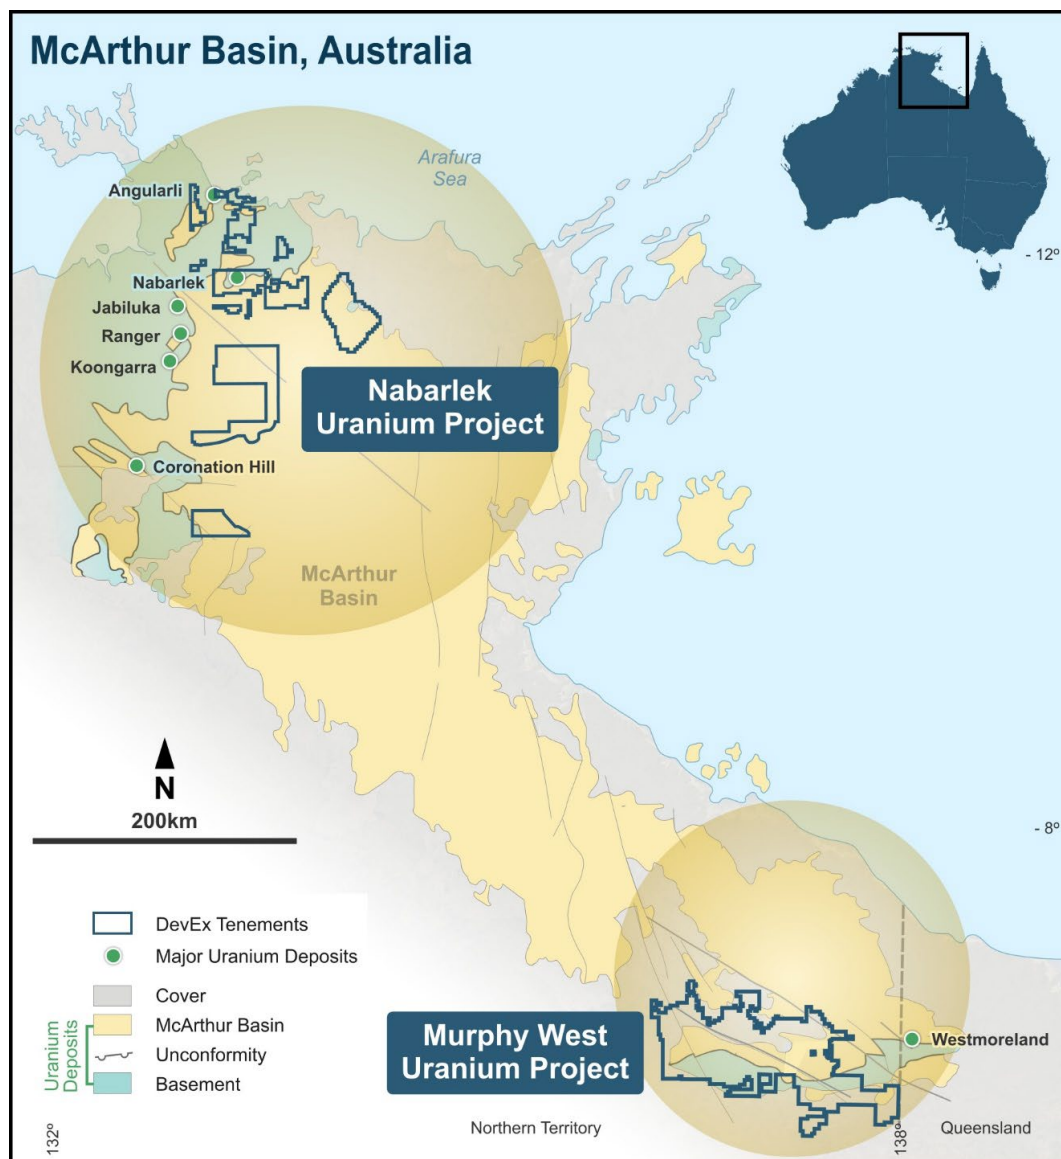 McArthur Basin, Australia
Arafura
Sea
Angularli
- 12º
Nabarlek
Jabiluka
Ranger
Koongarra
Nabarlek
Uranium Project
Coronation Hill
McArthur
Basin
N
200km
- 8º
DevEx Tenements
Major Uranium Deposits
Cover
McArthur Basin
Unconformity
Basement
Uranium
Deposits
Murphy West
Uranium Project
Westmoreland
132º
Northern Territory
138º
Queensland